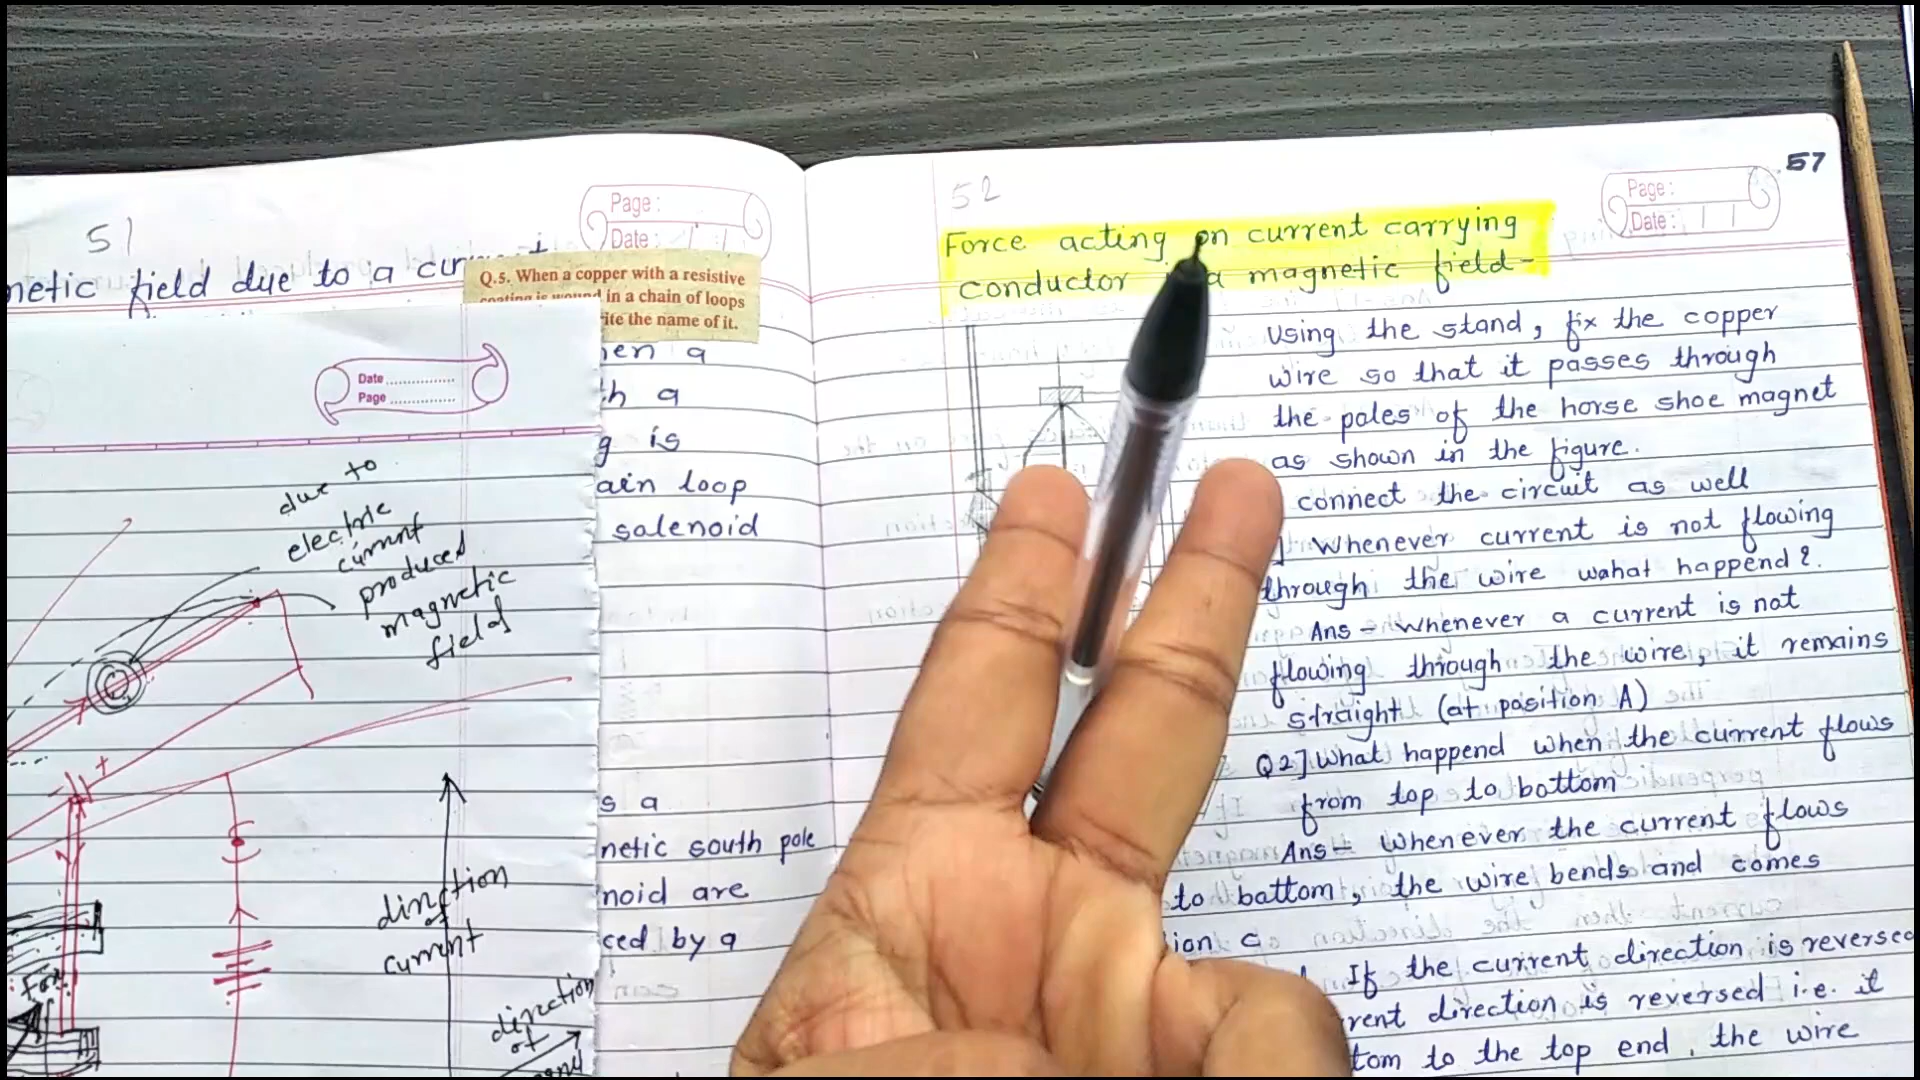 51
Page :
Date :
netic field due to a
Q.5. When a copper with a resistive
coating is wound in a chain of loops
ite the name of it.
Date
Page
hen a
h a
g is
ain loop
salenoid
due to
electric
current
produced
magnetic
field
s a
netic south pole
noid are
ced by a
direction
of
current
direction
of
For
52
57
Page :
Date :
Force acting on current carrying
conductor a magnetic field-
Using the stand, fix the copper
wire so that it passes through
the poles of the horse shoe magnet
as shown in the figure.
connect the circuit as well
] Whenever current is not flowing
through the wire wahat happend?
Ans - Whenever a current is not
flowing through the wire, it remains
straight (at position A)
Q2] What happend when the current flows
from top to bottom
Ans - Whenever the current flows
to bottom, the wire bends and comes
ion c
If the current direction is reversed
rent direction is reversed i.e. it
tom to the top end, the wire